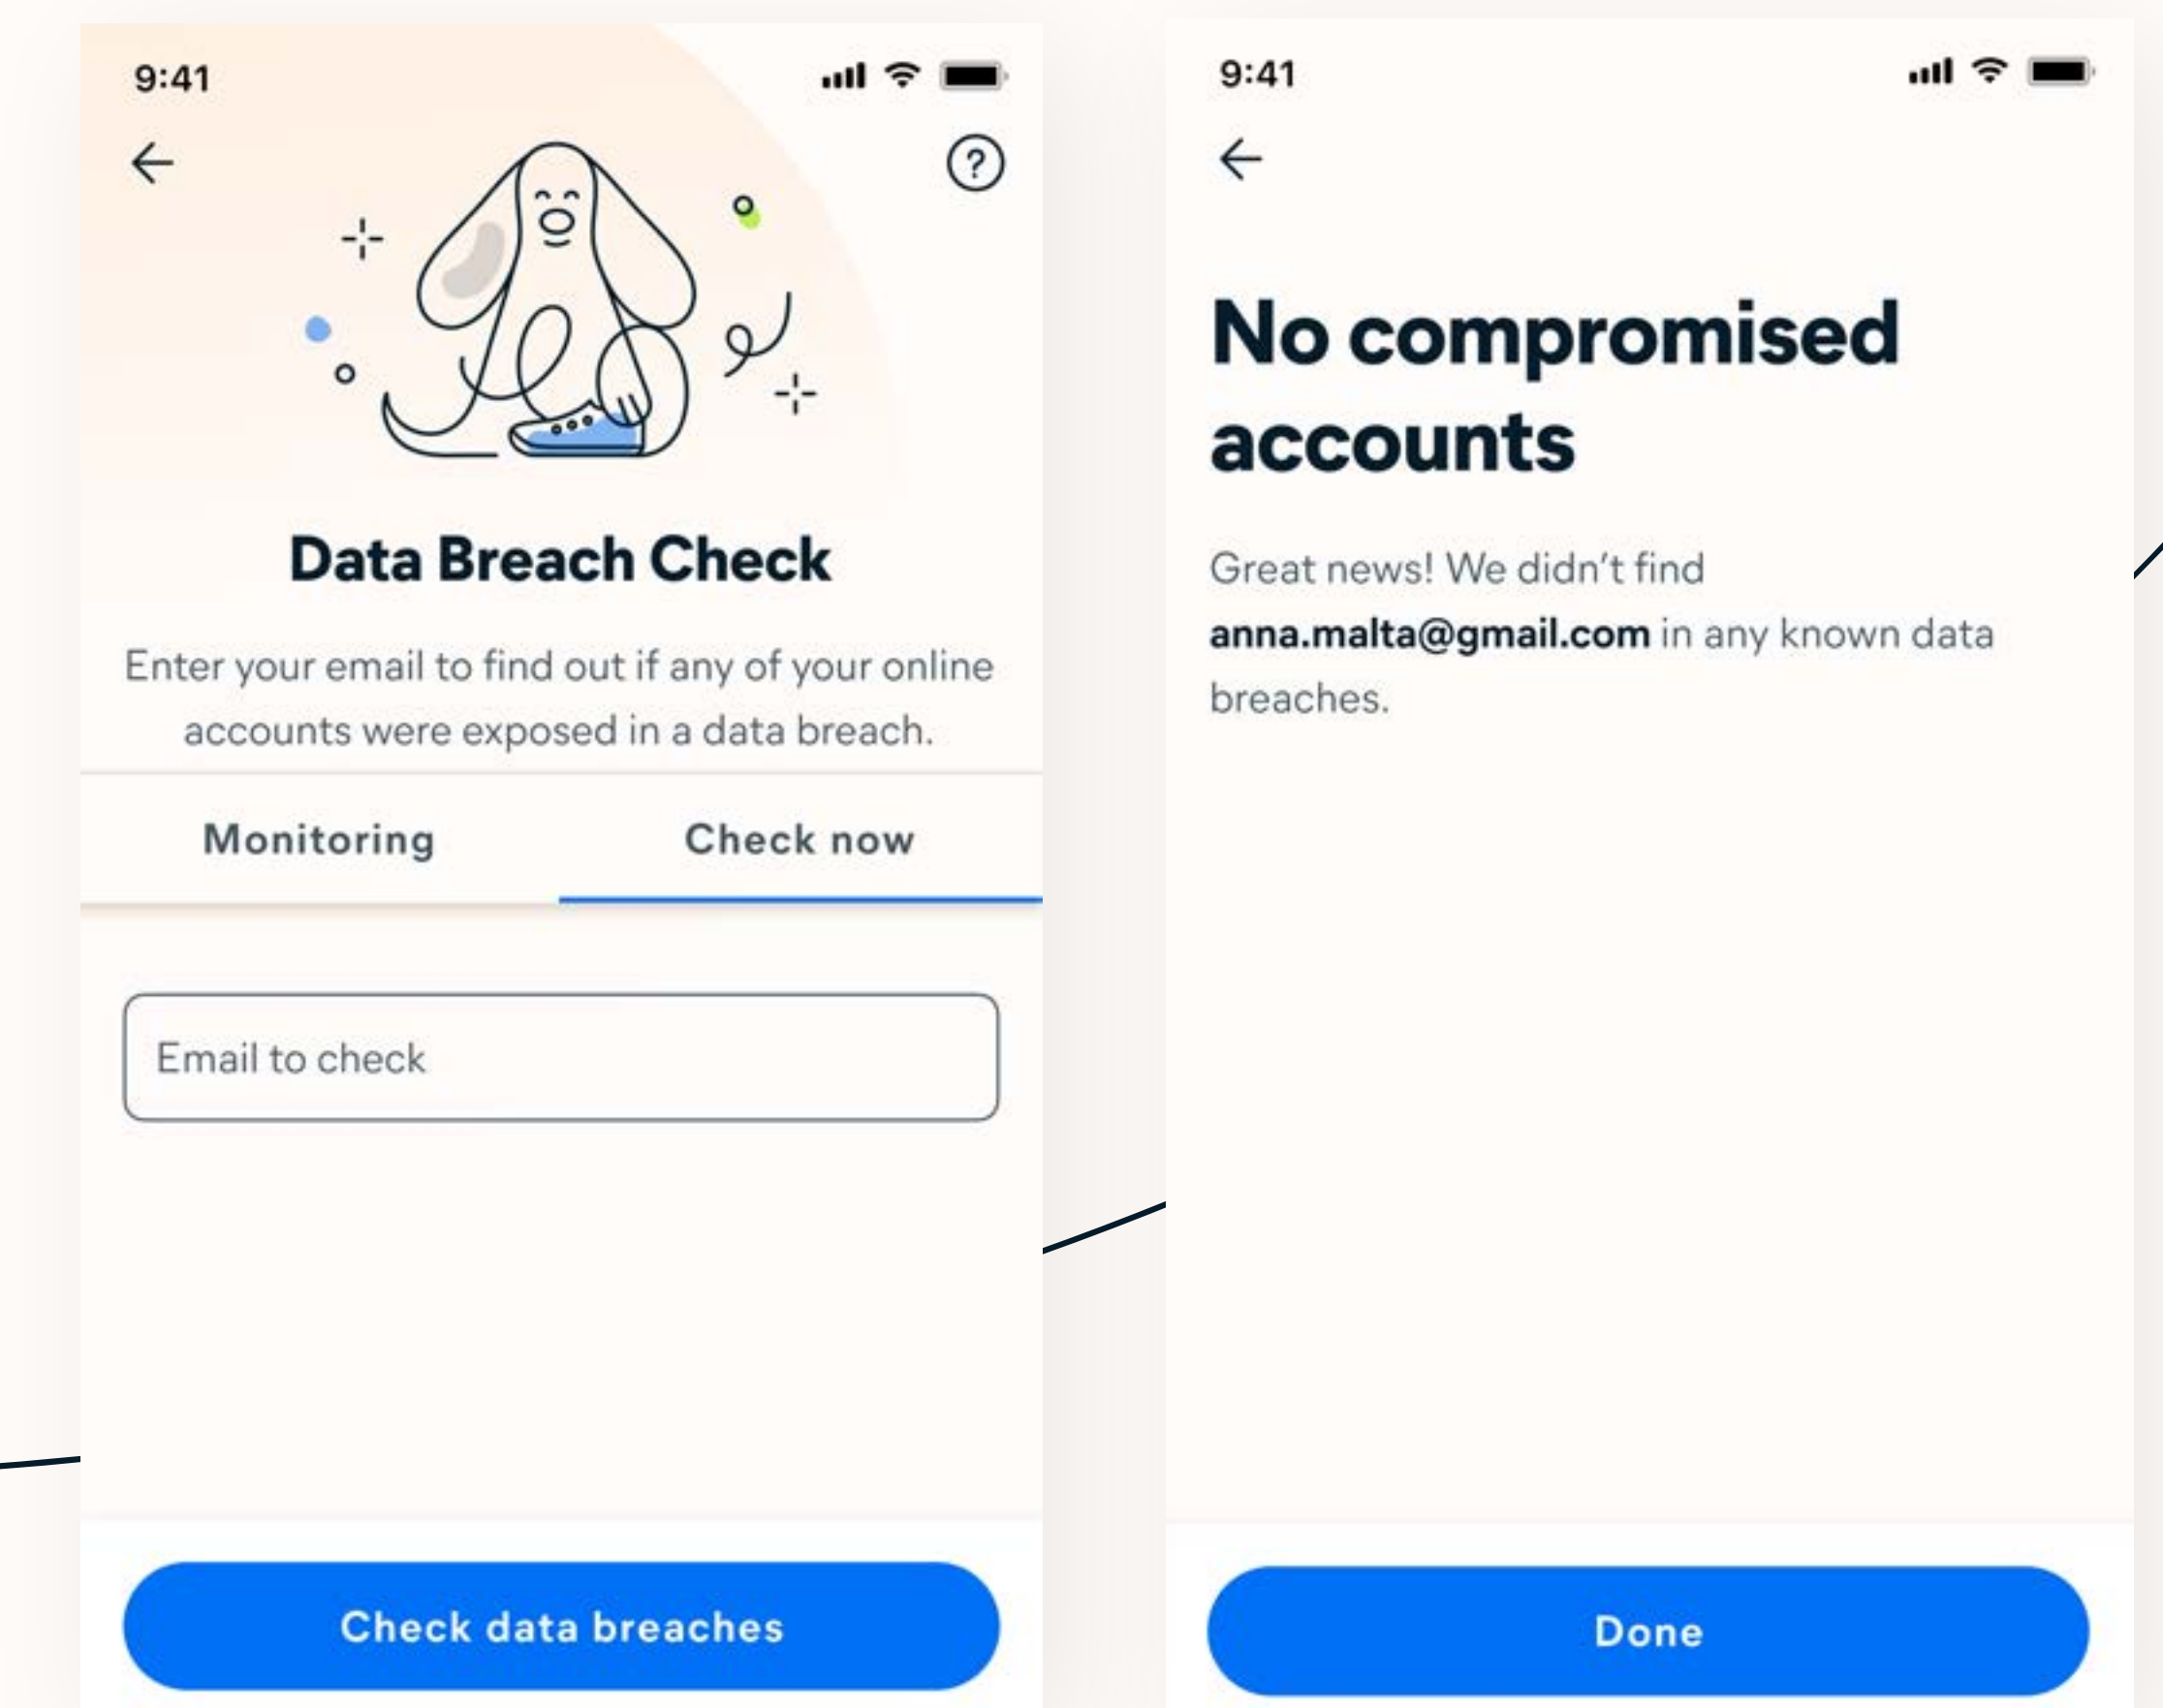 9:41
Data Breach Check
Enter your email to find out if any of your online
accounts were exposed in a data breach.
Monitoring
Check now
Email to check
Check data breaches
9:41
No compromised
accounts
Great news! We didn’t find
anna.malta@gmail.com in any known data
breaches.
Done